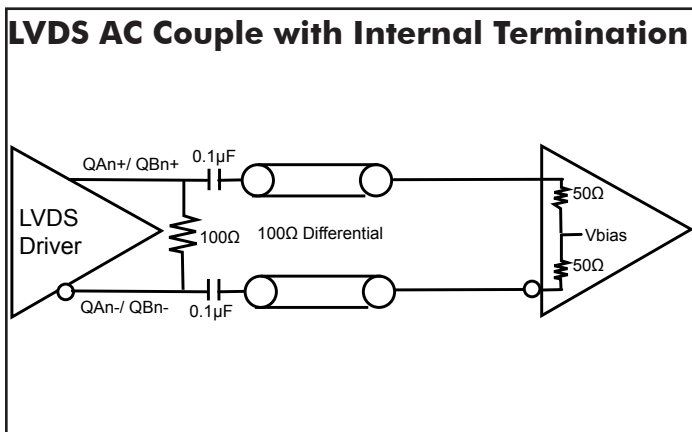 LVDS AC Couple with Internal Termination
QAn+/ QBn+
0.1µF
50Ω
LVDS
Driver
100Ω
100Ω Differential
Vbias
50Ω
QAn-/ QBn-
0.1µF